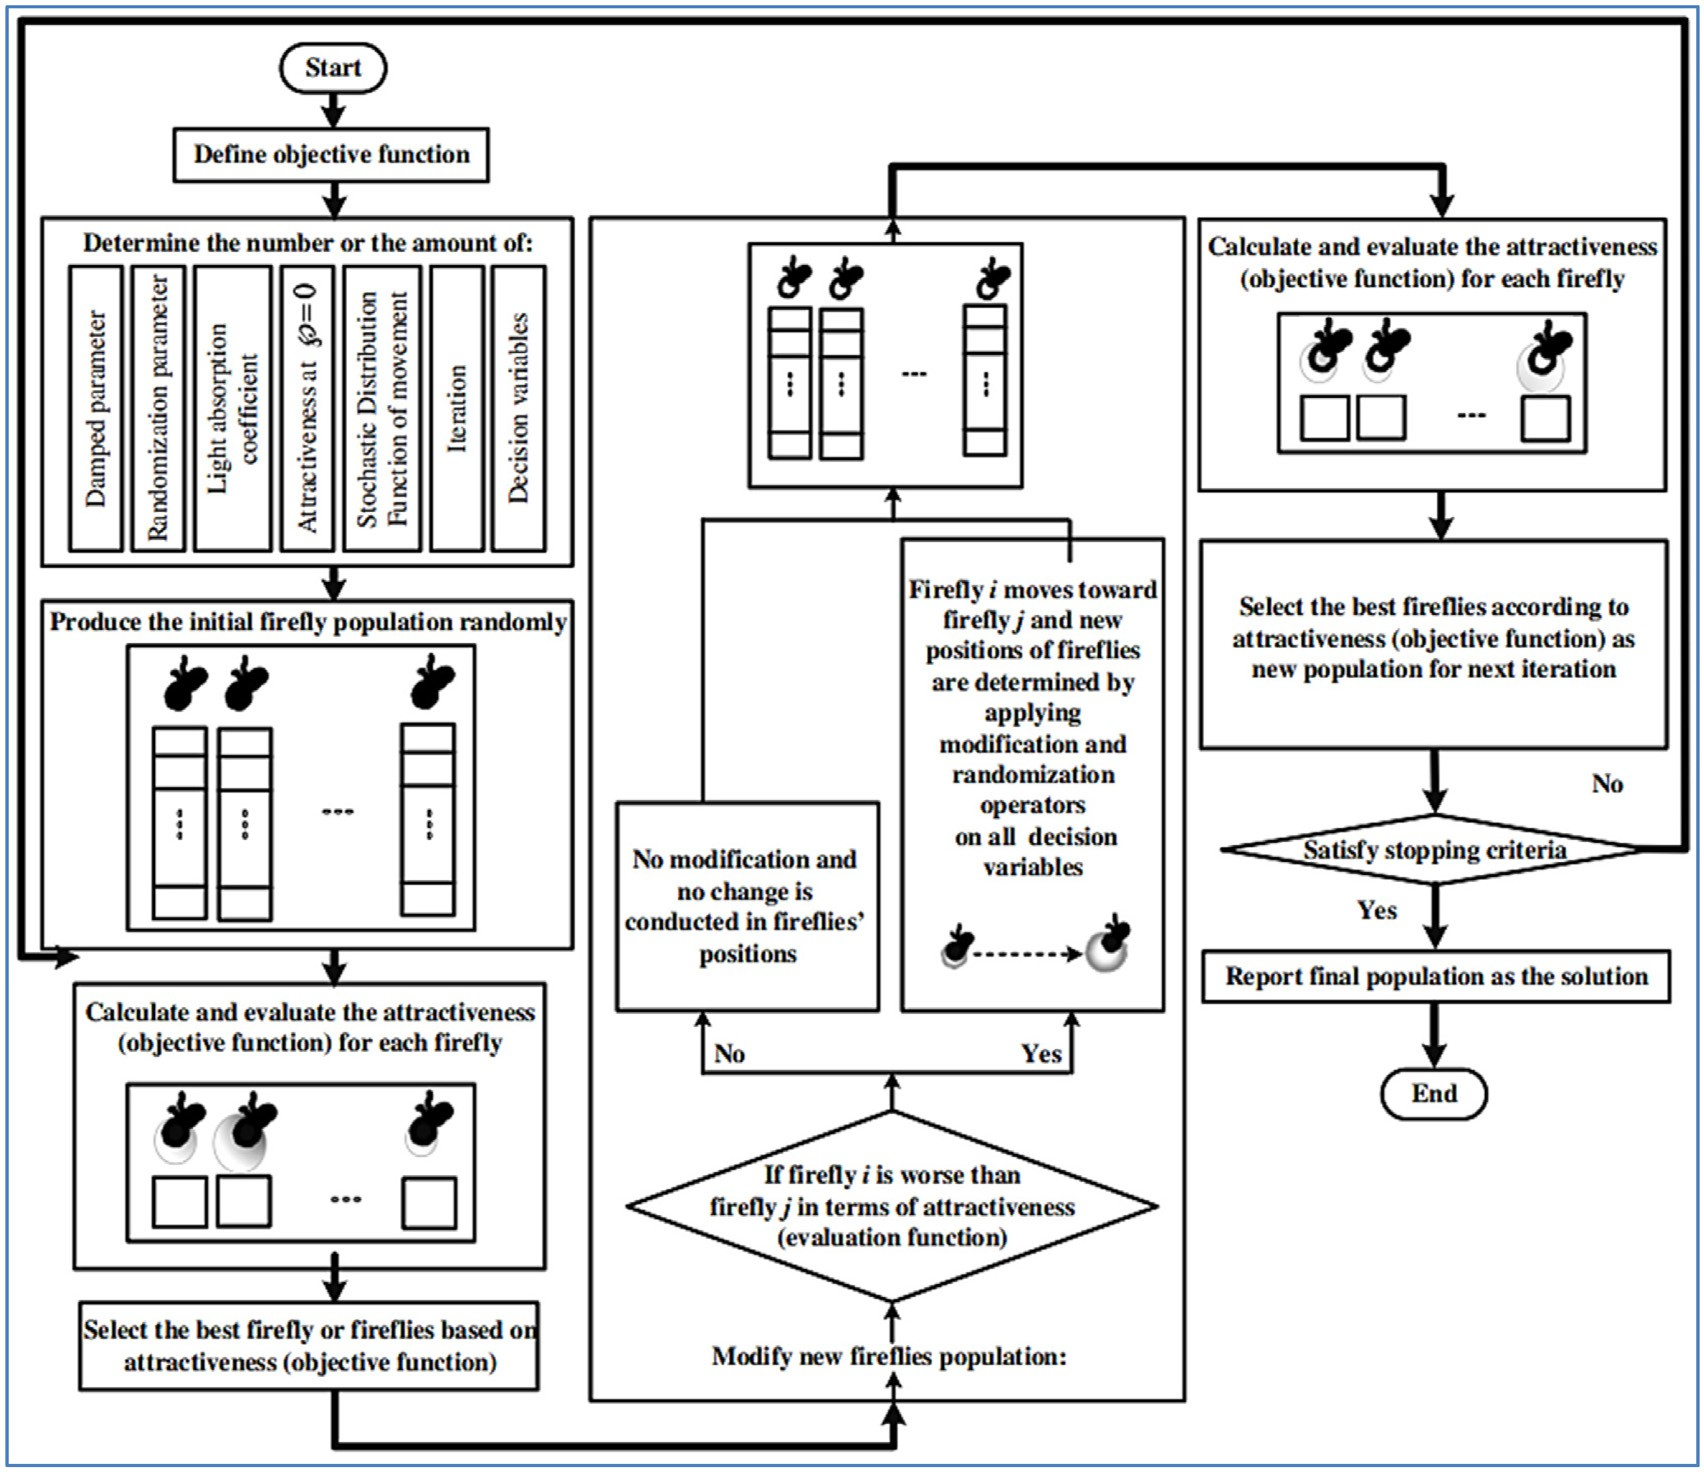 Start
Define objective function
Determine the number or the amount of:
Damped parameter
Randomization parameter
Light absorption
coefficient
Attractiveness at ℘=0
Stochastic Distribution
Function of movement
Iteration
Decision variables
Produce the initial firefly population randomly
...
Calculate and evaluate the attractiveness
(objective function) for each firefly
...
Select the best firefly or fireflies based on
attractiveness (objective function)
Modify new fireflies population:
If firefly i is worse than
firefly j in terms of attractiveness
(evaluation function)
No
Yes
No modification and
no change is
conducted in fireflies’
positions
Firefly i moves toward
firefly j and new
positions of fireflies
are determined by
applying
modification and
randomization
operators
on all decision
variables
...
Calculate and evaluate the attractiveness
(objective function) for each firefly
...
Select the best fireflies according to
attractiveness (objective function) as
new population for next iteration
No
Satisfy stopping criteria
Yes
Report final population as the solution
End